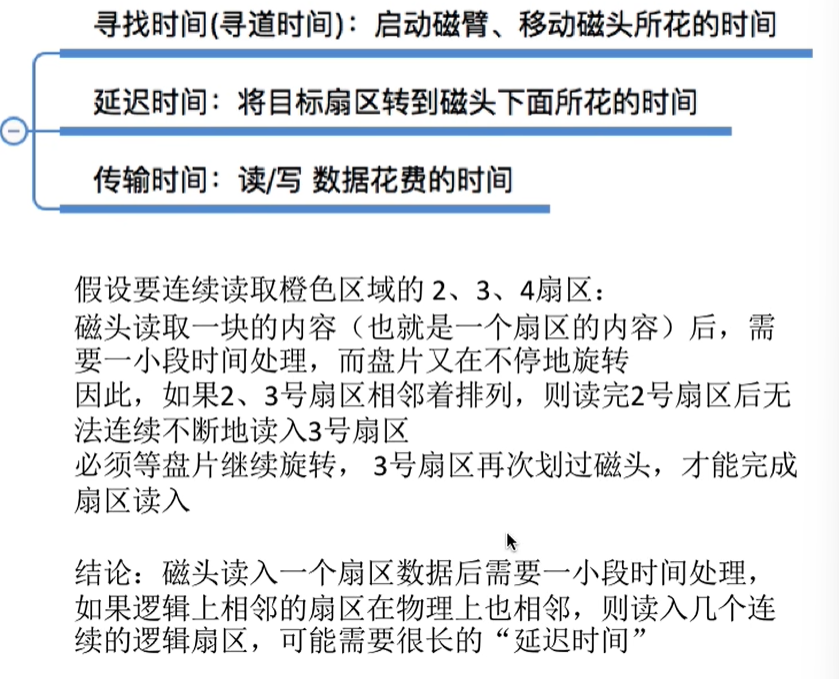 寻找时间(寻道时间)：启动磁臂、移动磁头所花的时间
延迟时间：将目标扇区转到磁头下面所花的时间
传输时间：读/写 数据花费的时间
假设要连续读取橙色区域的 2、3、4扇区：
磁头读取一块的内容（也就是一个扇区的内容）后，需
要一小段时间处理，而盘片又在不停地旋转
因此，如果2、3号扇区相邻着排列，则读完2号扇区后无
法连续不断地读入3号扇区
必须等盘片继续旋转， 3号扇区再次划过磁头，才能完成
扇区读入
结论：磁头读入一个扇区数据后需要一小段时间处理，
如果逻辑上相邻的扇区在物理上也相邻，则读入几个连
续的逻辑扇区，可能需要很长的“延迟时间”